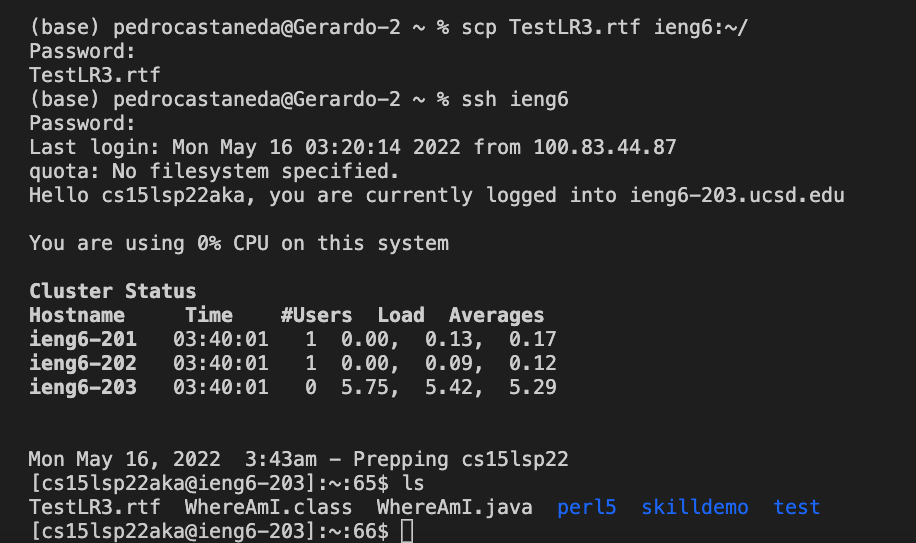 (base) pedrocastaneda@Gerardo-2 ~ % scp TestLR3.rtf ieng6:~/
Password:
TestLR3.rtf
(base) pedrocastaneda@Gerardo-2 ~ % ssh ieng6
Password:
Last login: Mon May 16 03:20:14 2022 from 100.83.44.87
quota: No filesystem specified.
Hello cs15lsp22aka, you are currently logged into ieng6-203.ucsd.edu
You are using 0% CPU on this system
Cluster Status
Hostname     Time    #Users  Load  Averages
ieng6-201   03:40:01   1  0.00,  0.13,  0.17
ieng6-202   03:40:01   1  0.00,  0.09,  0.12
ieng6-203   03:40:01   0  5.75,  5.42,  5.29
Mon May 16, 2022  3:43am - Prepping cs15lsp22
[cs15lsp22aka@ieng6-203]:~:65$ ls
TestLR3.rtf  WhereAmI.class  WhereAmI.java  perl5  skilldemo  test
[cs15lsp22aka@ieng6-203]:~:66$